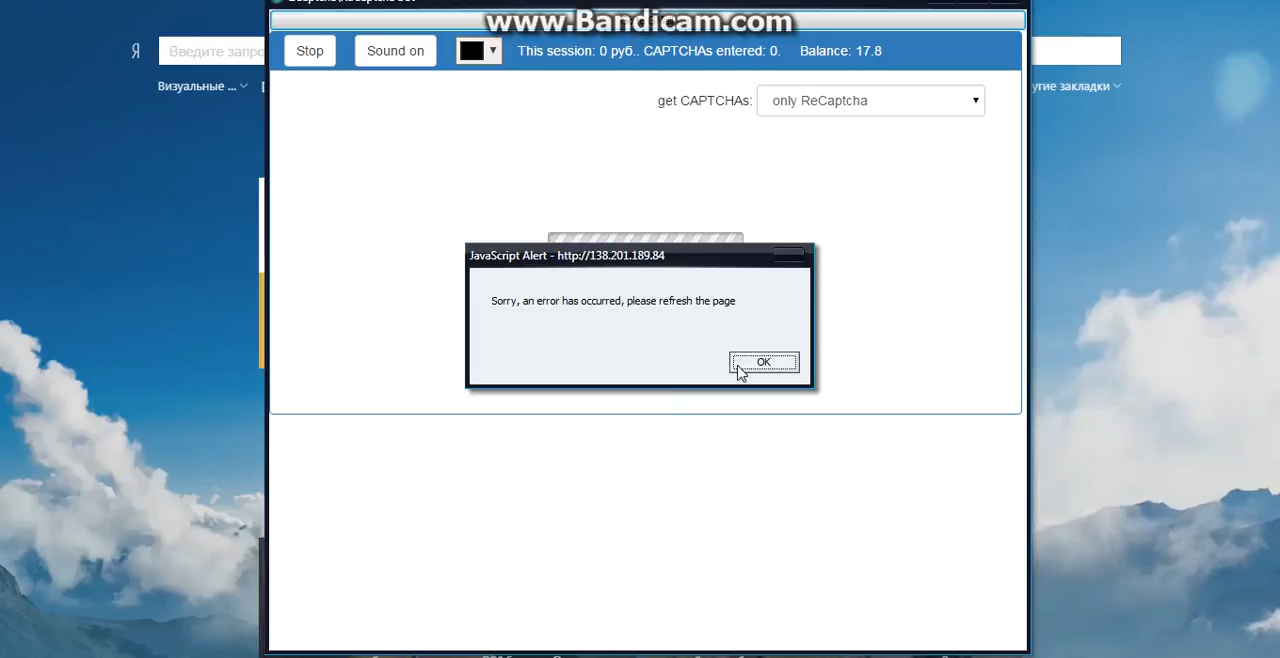 www.Bandicam.com
Я
Введите запро
Визуальные ...
Stop
Sound on
This session: 0 руб.. CAPTCHAs entered: 0.
Balance: 17.8
угие закладки
get CAPTCHAs:
only ReCaptcha
JavaScript Alert - http://138.201.189.84
Sorry, an error has occurred, please refresh the page
OK